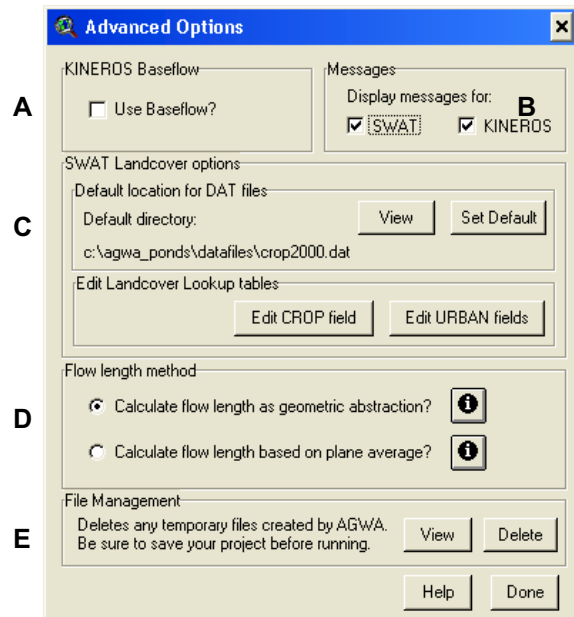 Advanced Options
KINEROS Baseflow
A
Use Baseflow?
Messages
Display messages for:
B
SWAT
KINEROS
SWAT Landcover options
Default location for DAT files
C
Default directory:
View
Set Default
c:\agwa_ponds\datafiles\crop2000.dat
Edit Landcover Lookup tables
Edit CROP field
Edit URBAN fields
Flow length method
D
Calculate flow length as geometric abstraction?
Calculate flow length based on plane average?
File Management
E
Deletes any temporary files created by AGWA.
Be sure to save your project before running.
View
Delete
Help
Done